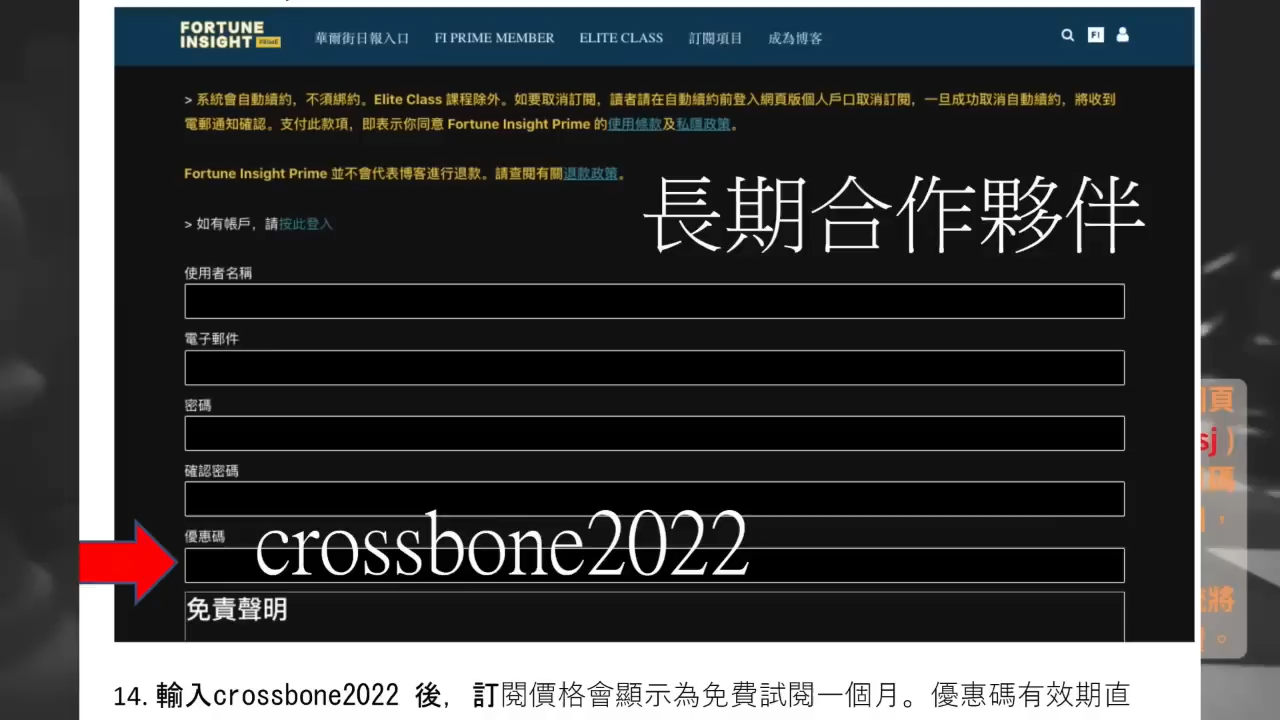 FORTUNE
INSIGHT PRIME
華爾街日報入口 FI PRIME MEMBER ELITE CLASS 訂閱項目 成為博客
FI
> 系統會自動續約，不須綁約。Elite Class 課程除外。如要取消訂閱，讀者請在自動續約前登入網頁版個人戶口取消訂閱，一旦成功取消自動續約，將收到
電郵通知確認。支付此款項，即表示你同意 Fortune Insight Prime 的使用條款及私隱政策。
Fortune Insight Prime 並不會代表博客進行退款。請查閱有關退款政策。
長期合作夥伴
> 如有帳戶，請按此登入
使用者名稱
電子郵件
密碼
確認密碼
優惠碼
crossbone2022
免責聲明
頁
sj )
碼
，
將
。
14. 輸入crossbone2022 後，訂閱價格會顯示為免費試閱一個月。優惠碼有效期直